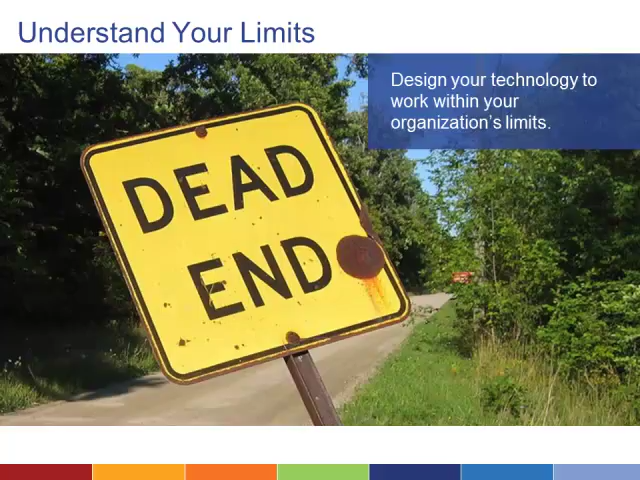 Understand Your Limits
Design your technology to
work within your
organization's limits.
DEAD
END